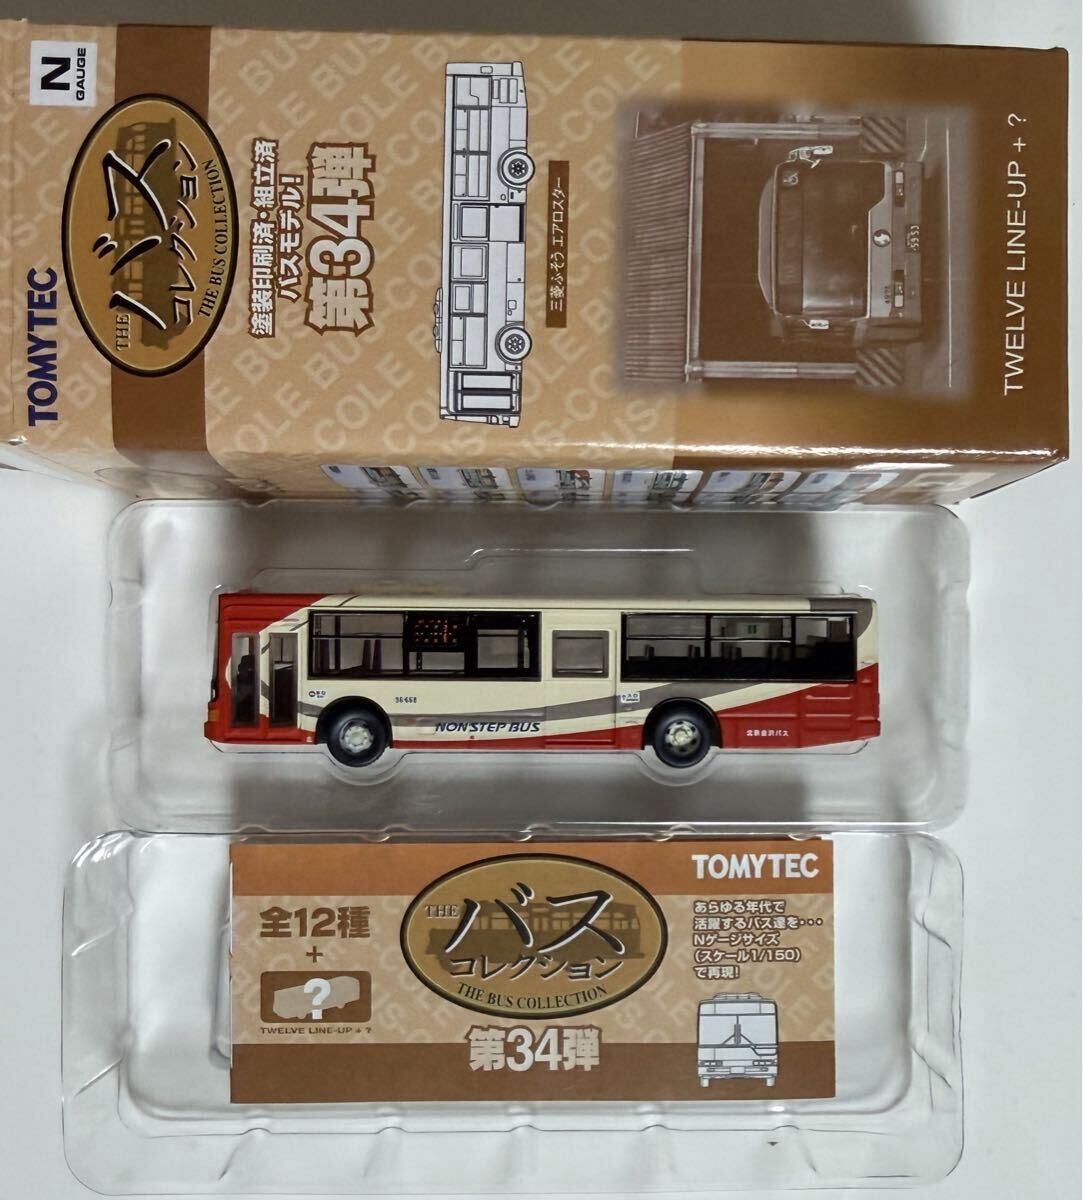 N
GAUGE
TOMYTEC
THE
バス
コレクション
THE BUS COLLECTION
塗装印刷済・組立済
バスモデル!
第34弾
三菱ふそう エアロスター
TWELVE LINE-UP + ?
36-668
NONSTEP BUS
北鉄金沢バス
全12種
+
?
TWELVE LINE-UP + ?
THE
バス
コレクション
THE BUS COLLECTION
第34弾
TOMYTEC
あらゆる年代で
活躍するバス達を・・・
Nゲージサイズ
(スケール1/150)
で再現!